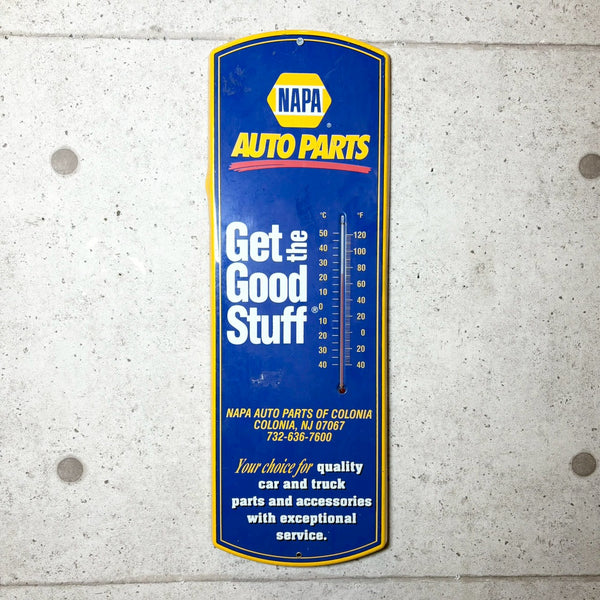 NAPA
®
AUTO PARTS
Get the
Good
Stuff®
°C °F
50 120
40 100
30 80
20 60
10 40
0 20
10 0
20 20
30 40
40
NAPA AUTO PARTS OF COLONIA
COLONIA, NJ 07067
732-636-7600
Your choice for quality
car and truck
parts and accessories
with exceptional
service.